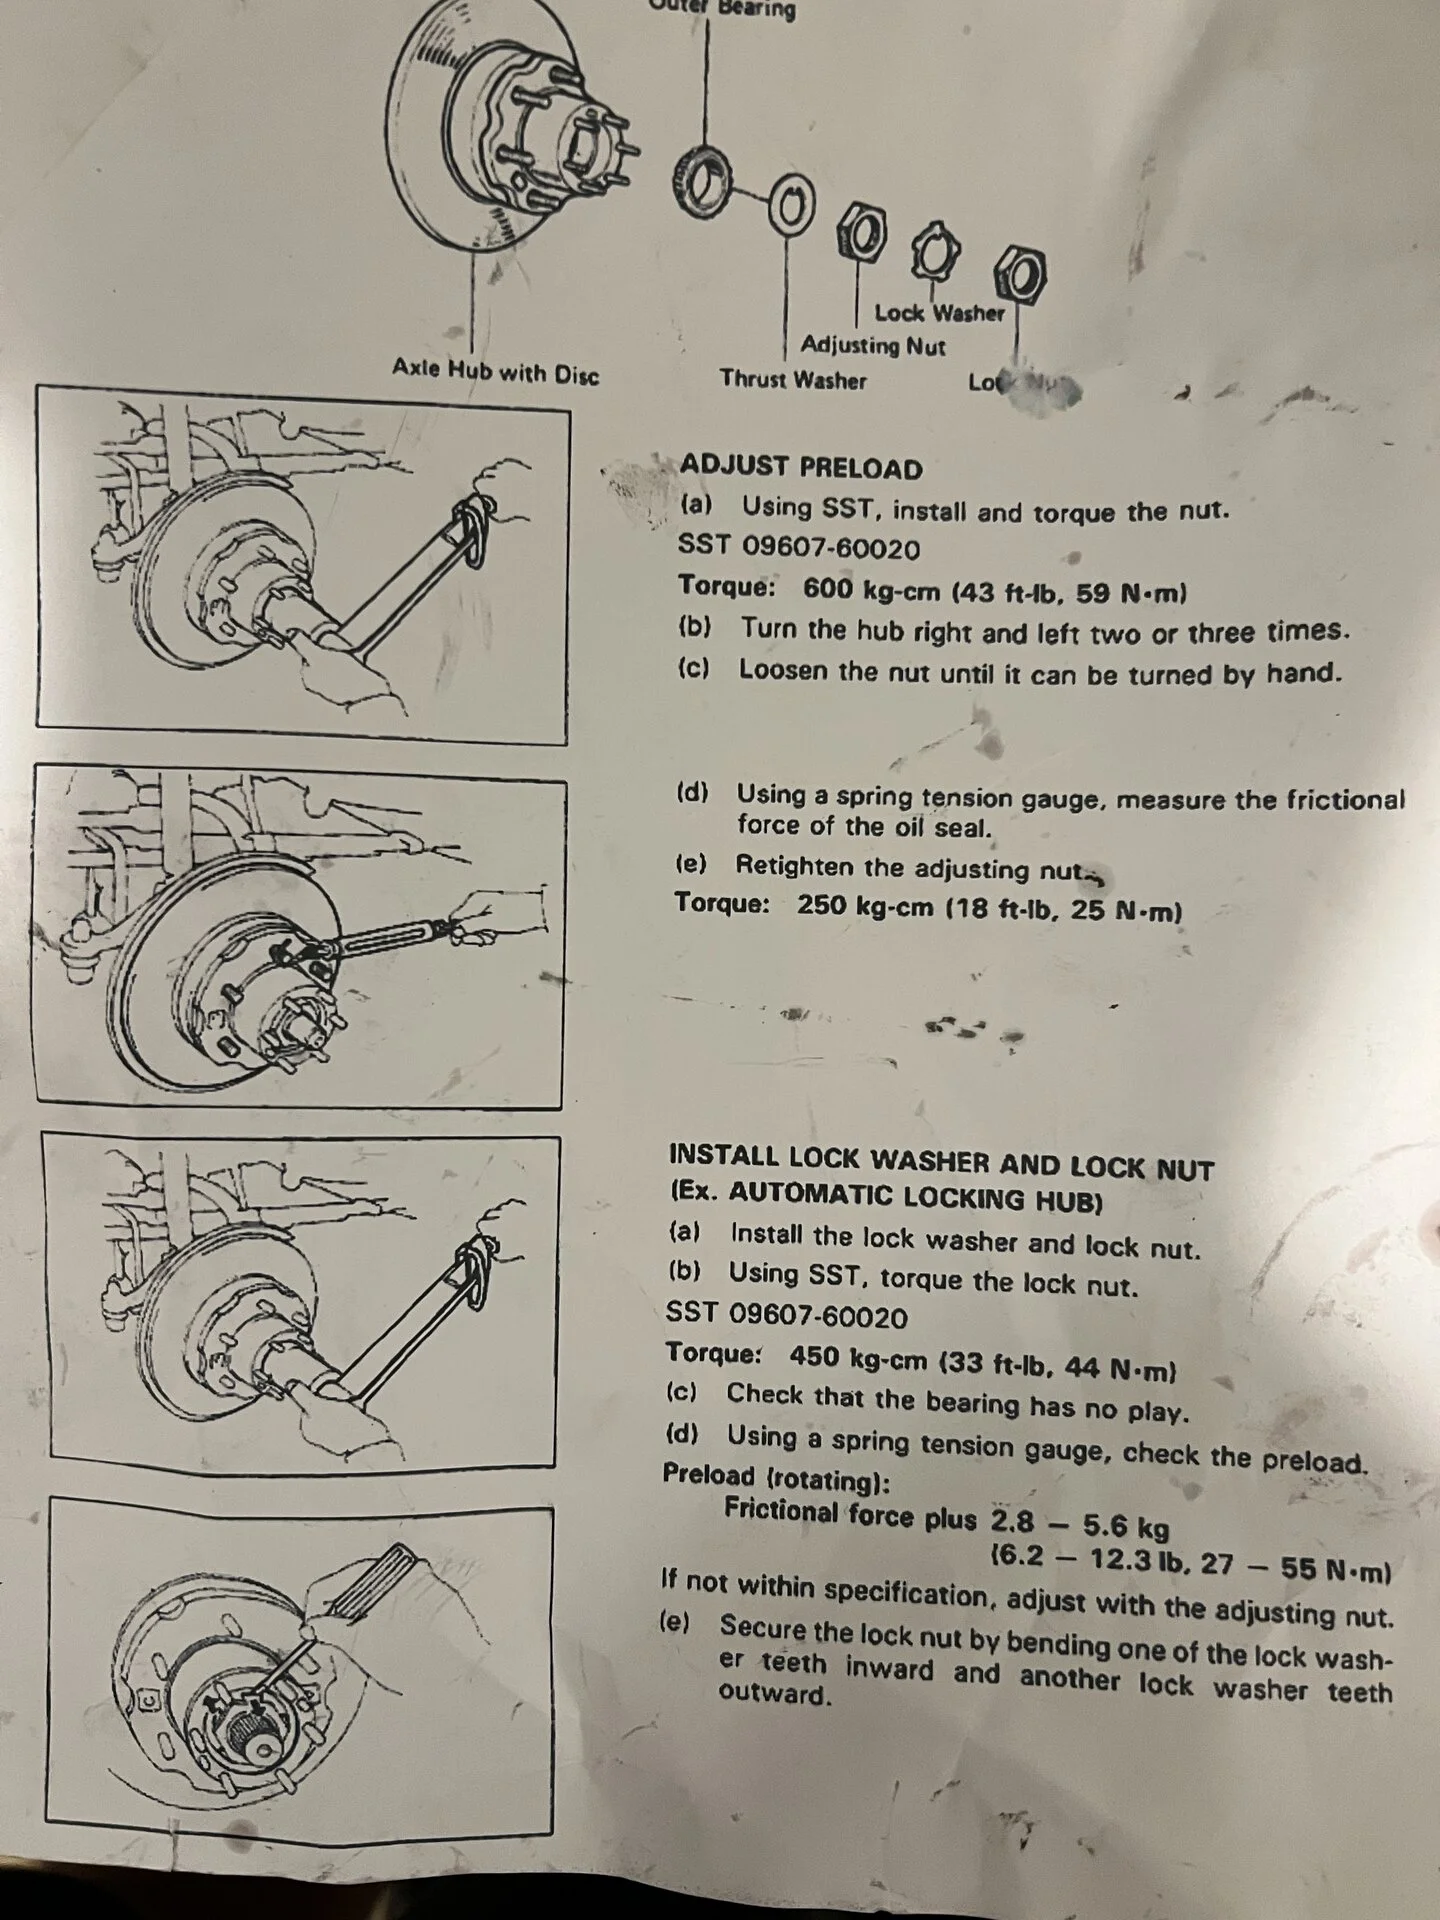 Outer Bearing
Lock Washer
Adjusting Nut
Axle Hub with Disc
Thrust Washer
Lock Nut
ADJUST PRELOAD
(a) Using SST, install and torque the nut.
SST 09607-60020
Torque: 600 kg-cm (43 ft-lb, 59 N·m)
(b) Turn the hub right and left two or three times.
(c) Loosen the nut until it can be turned by hand.
(d) Using a spring tension gauge, measure the frictional
force of the oil seal.
(e) Retighten the adjusting nut.
Torque: 250 kg-cm (18 ft-lb, 25 N·m)
INSTALL LOCK WASHER AND LOCK NUT
(Ex. AUTOMATIC LOCKING HUB)
(a) Install the lock washer and lock nut.
(b) Using SST, torque the lock nut.
SST 09607-60020
Torque: 450 kg-cm (33 ft-lb, 44 N·m)
(c) Check that the bearing has no play.
(d) Using a spring tension gauge, check the preload.
Preload (rotating):
Frictional force plus 2.8 — 5.6 kg
(6.2 — 12.3 lb, 27 — 55 N·m)
If not within specification, adjust with the adjusting nut.
(e) Secure the lock nut by bending one of the lock wash-
er teeth inward and another lock washer teeth
outward.